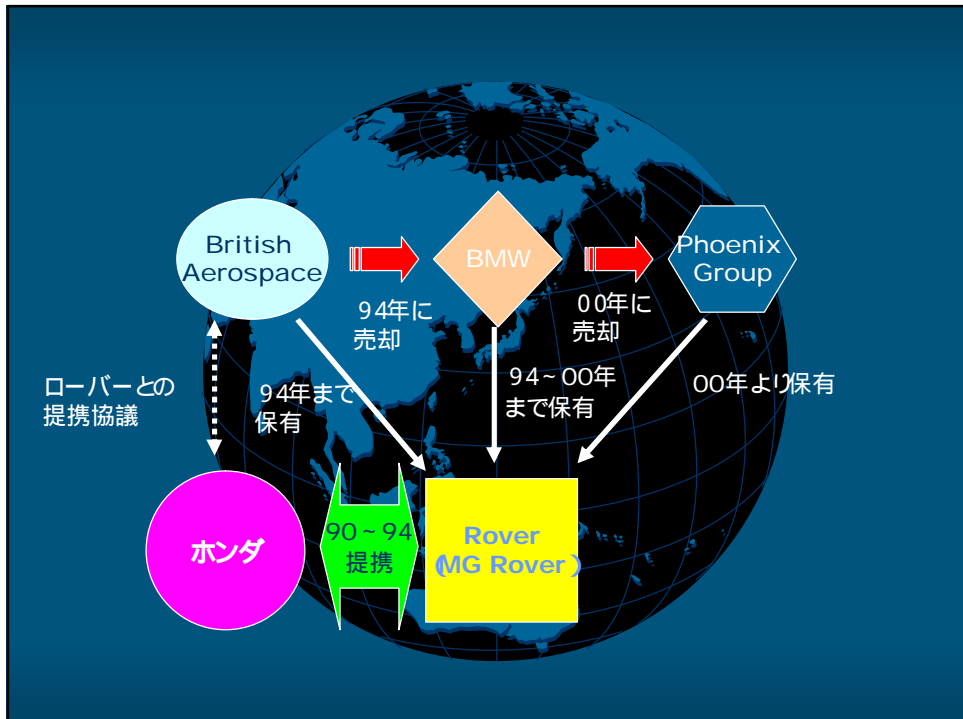 British
Aerospace
BMW
Phoenix
Group
94年に
売却
00年に
売却
ローバーとの
提携協議
94年まで
保有
94~00年
まで保有
00年より保有
ホンダ
90~94
提携
Rover
(MG Rover)